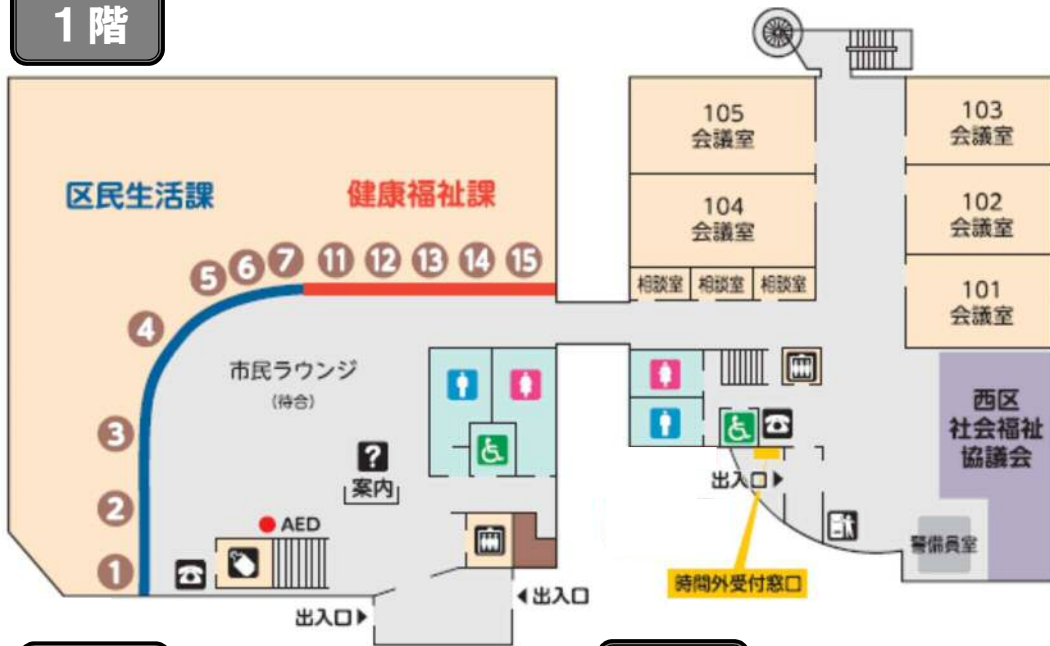 1階
区民生活課
健康福祉課
1
2
3
4
5
6
7
11
12
13
14
15
市民ラウンジ
(待合)
?
案内
AED
出入口
出入口
105
会議室
104
会議室
相談室
相談室
相談室
103
会議室
102
会議室
101
会議室
西区
社会福祉
協議会
出入口
警備員室
時間外受付窓口